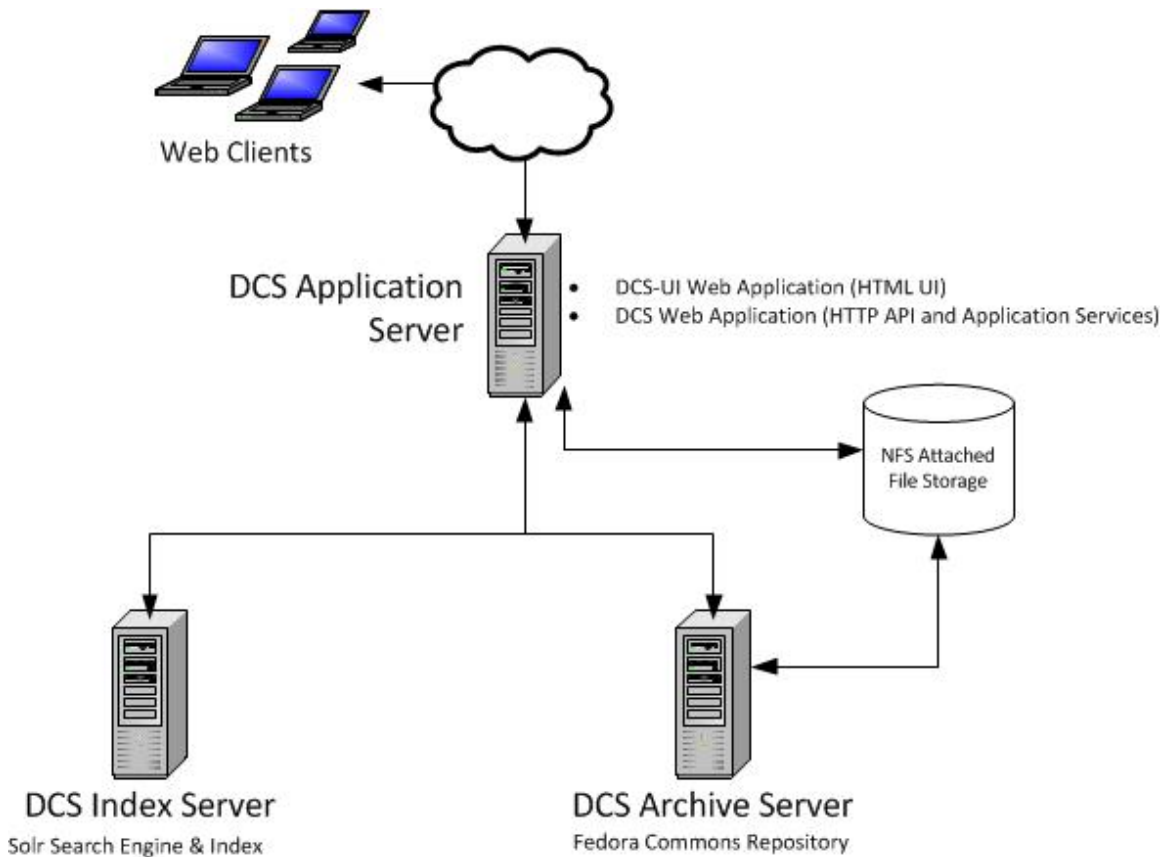 Web Clients
DCS Application
Server
• DCS-UI Web Application (HTML UI)
• DCS Web Application (HTTP API and Application Services)
NFS Attached
File Storage
DCS Index Server
Solr Search Engine & Index
DCS Archive Server
Fedora Commons Repository